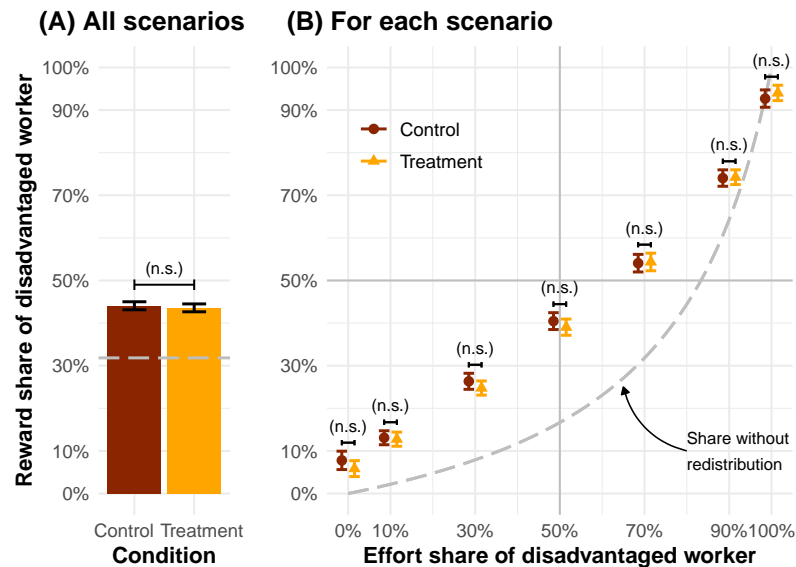 (A) All scenarios
Reward share of disadvantaged worker
100%
90%
70%
50%
30%
10%
0%
(n.s.)
Control
Treatment
Condition
(B) For each scenario
100%
90%
70%
50%
30%
10%
0%
Control
Treatment
(n.s.)
(n.s.)
(n.s.)
(n.s.)
(n.s.)
(n.s.)
(n.s.)
Share without
redistribution
0%
10%
30%
50%
70%
90%
100%
Effort share of disadvantaged worker